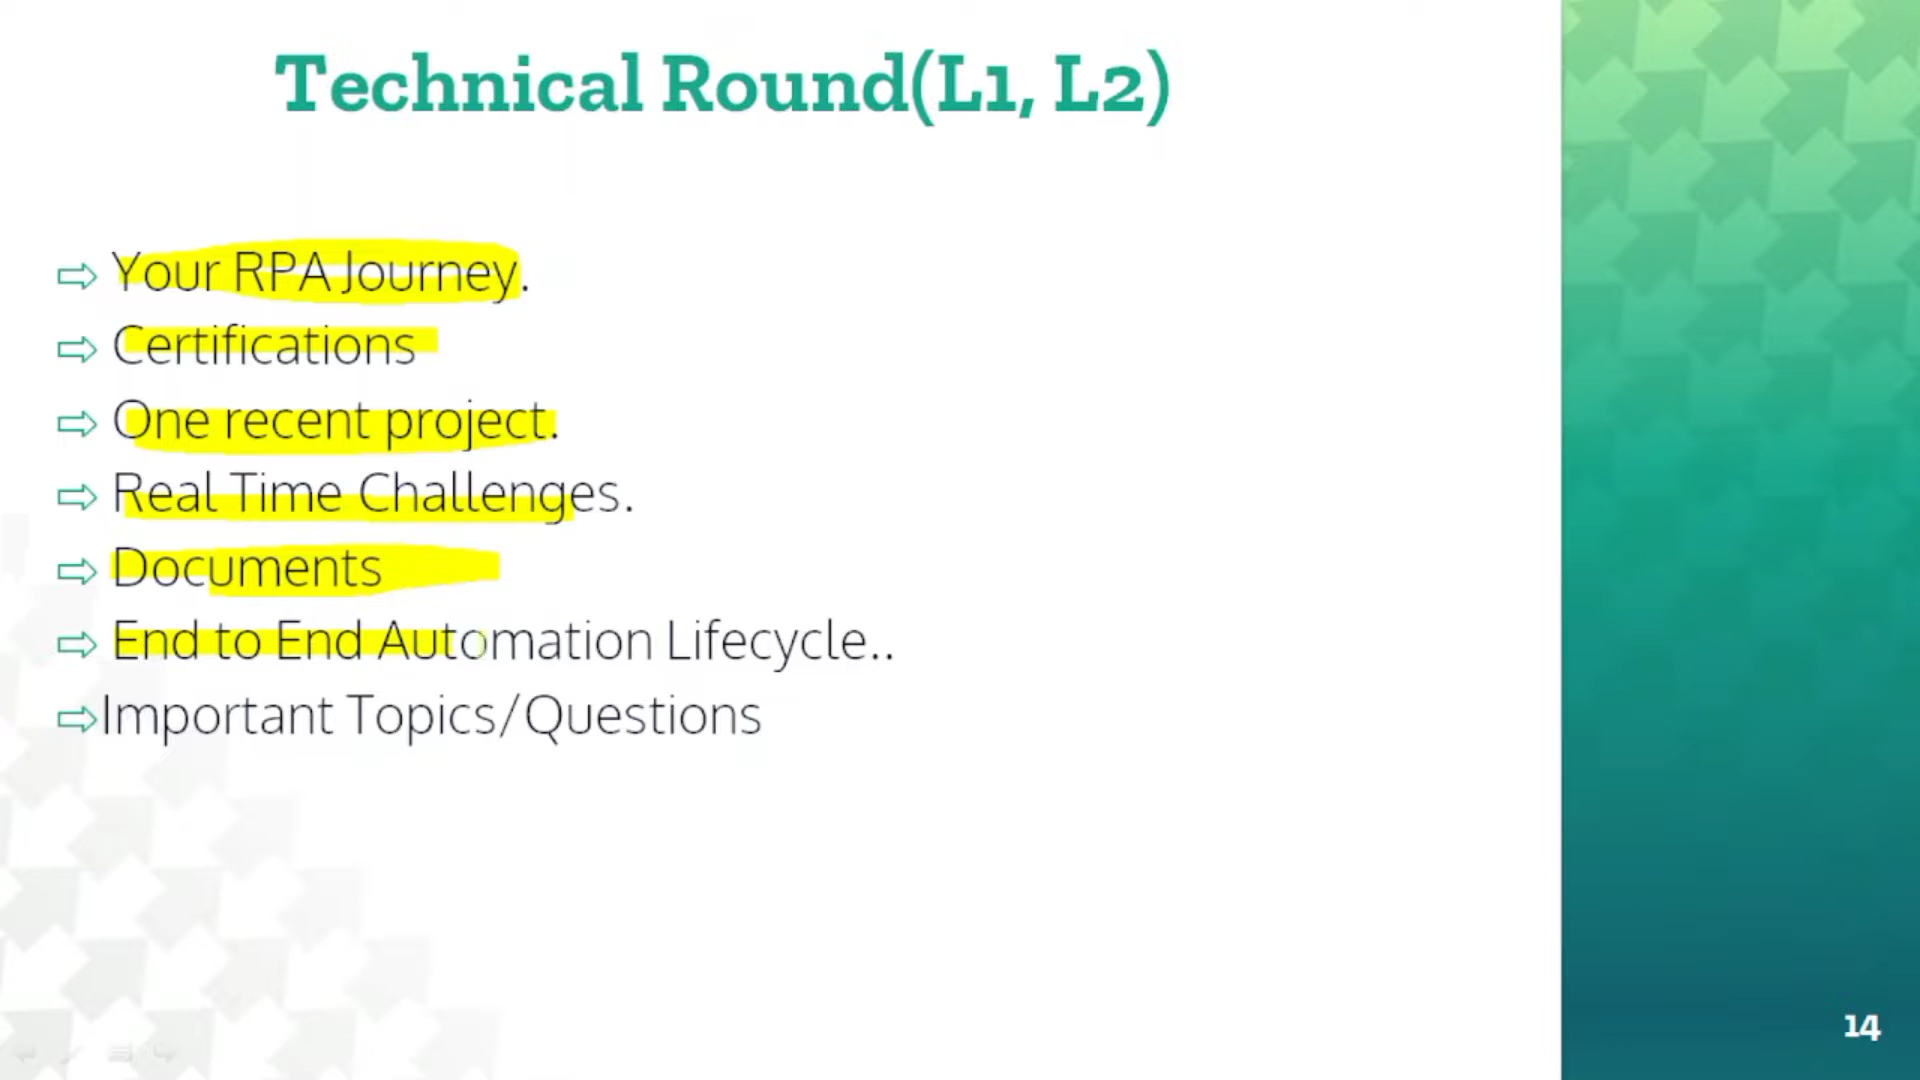 Technical Round(L1, L2)
Your RPA Journey.
Certifications
One recent project.
Real Time Challenges.
Documents
End to End Automation Lifecycle..
Important Topics/Questions
14